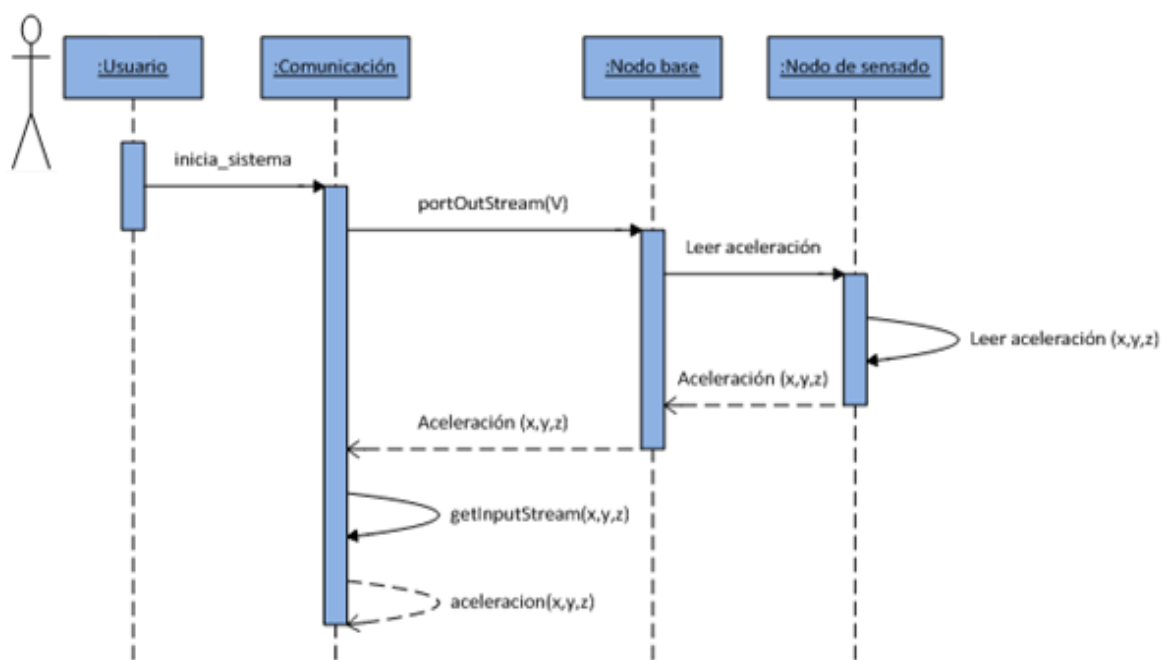 :Usuario
:Comunicación
:Nodo base
:Nodo de sensado
inicia_sistema
portOutStream(V)
Leer aceleración
Leer aceleración (x,y,z)
Aceleración (x,y,z)
Aceleración (x,y,z)
getInputStream(x,y,z)
aceleracion(x,y,z)